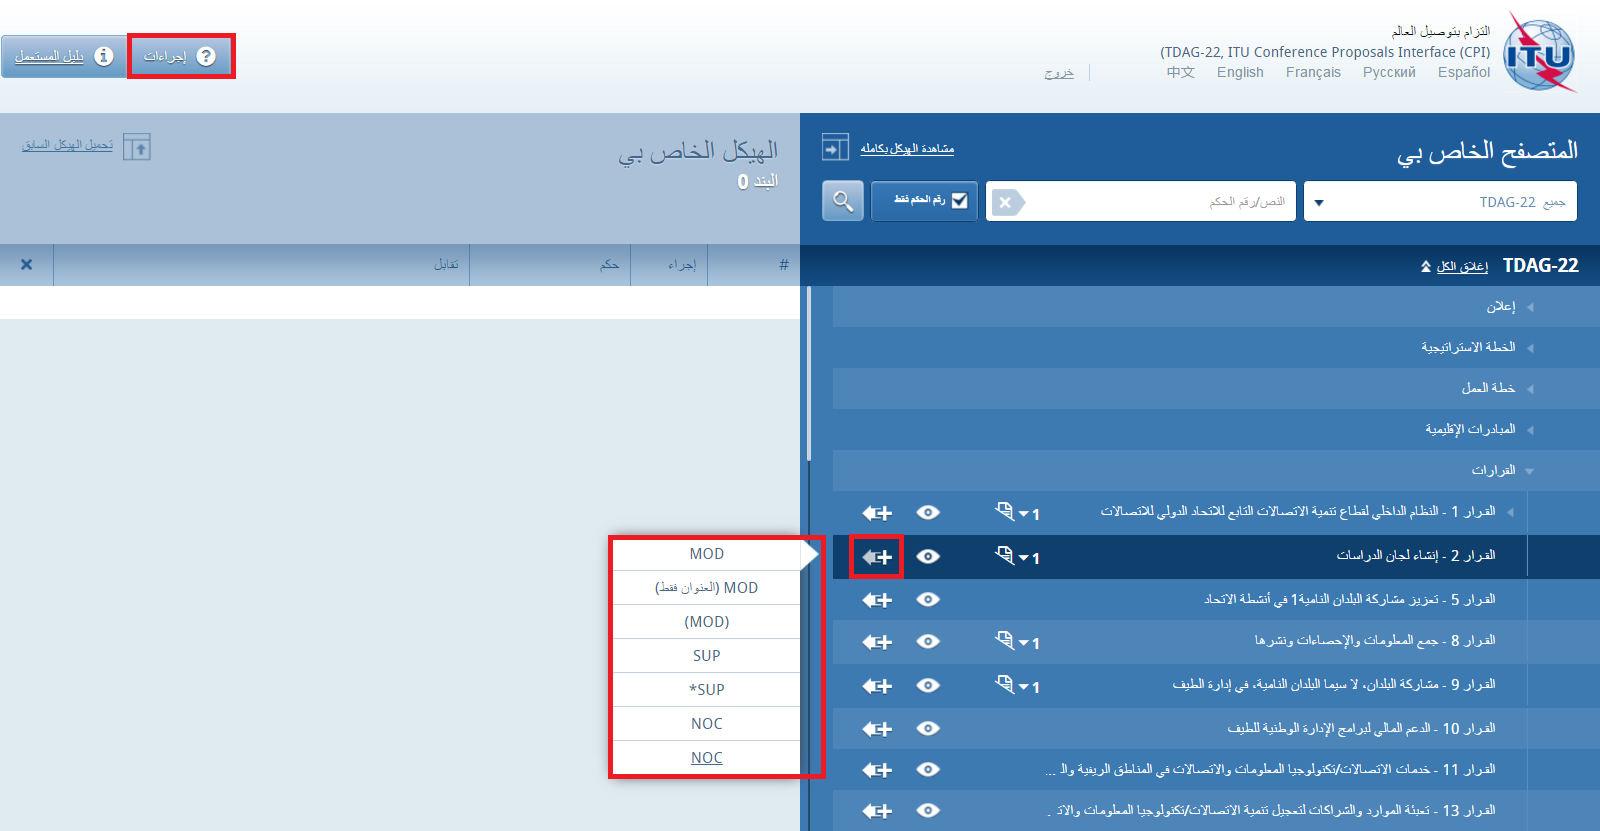 التزام بتوصيل العالم
(TDAG-22, ITU Conference Proposals Interface (CPI)
Español Русский Français English 中文
خروج
ITU
إجراءات
دليل المستعمل
المتصفح الخاص بي
مشاهدة الهيكل بكامله
جميع TDAG-22
النص/رقم الحكم
رقم الحكم فقط
TDAG-22
إغلاق الكل
إعلان
الخطة الاستراتيجية
خطة العمل
المبادرات الإقليمية
القرارات
القرار 1 - النظام الداخلي لقطاع تنمية الاتصالات التابع للاتحاد الدولي للاتصالات
1
القرار 2 - إنشاء لجان الدراسات
1
القرار 5 - تعزيز مشاركة البلدان النامية1 في أنشطة الاتحاد
القرار 8 - جمع المعلومات والإحصاءات ونشرها
1
القرار 9 - مشاركة البلدان، لا سيما البلدان النامية، في إدارة الطيف
1
القرار 10 - الدعم المالي لبرامج الإدارة الوطنية للطيف
القرار 11 - خدمات الاتصالات/تكنولوجيا المعلومات والاتصالات في المناطق الريفية والـ ...
القرار 13 - تعبئة الموارد والشراكات لتعجيل تنمية الاتصالات/تكنولوجيا المعلومات والاتـ ..
الهيكل الخاص بي
البند 0
تحميل الهيكل السابق
#
إجراء
حكم
تقابل
MOD
MOD (العنوان فقط)
(MOD)
SUP
SUP*
NOC
NOC